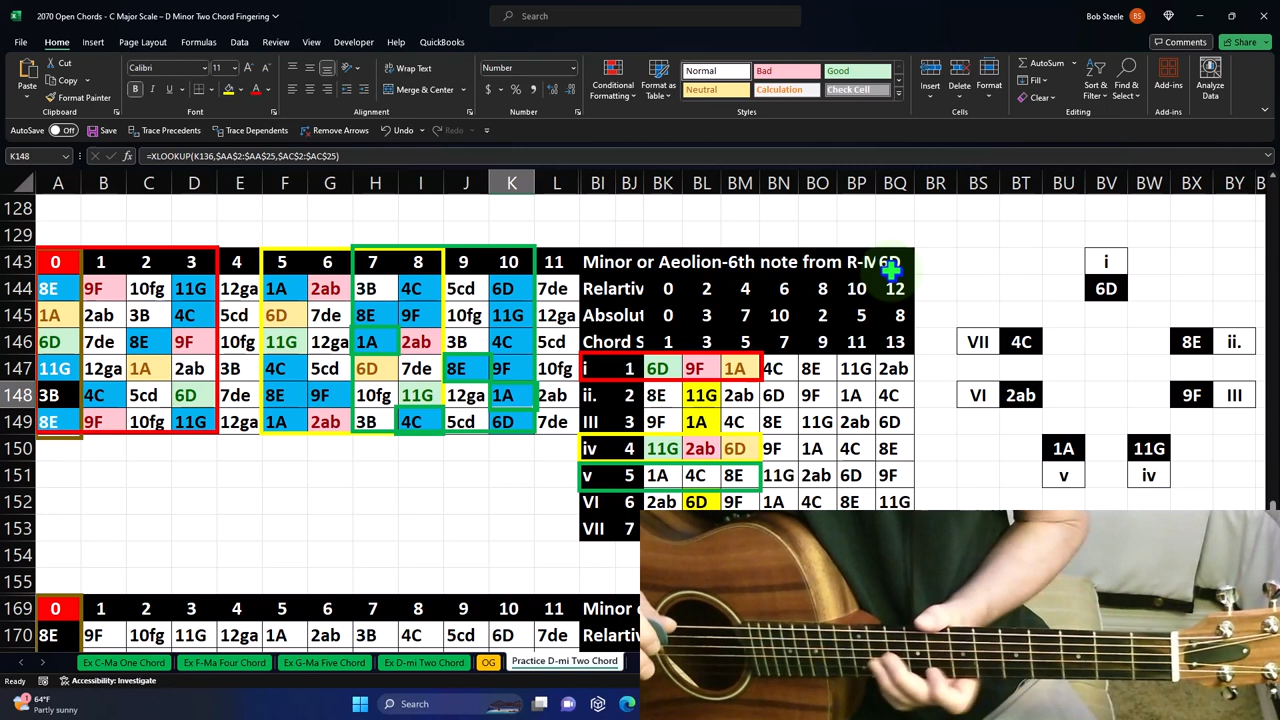 2070 Open Chords - C Major Scale – D Minor Two Chord Fingering
Search
Bob Steele BS
File Home Insert Page Layout Formulas Data Review View Developer Help QuickBooks
Comments Share
Paste Cut Copy Format Painter
Calibri 11
Wrap Text
Merge & Center
Number
Conditional Formatting Format as Table
Normal Bad Good
Neutral Calculation Check Cell
Insert Delete Format
AutoSum Fill Clear
Sort & Filter Find & Select
Add-ins Analyze Data
Clipboard Font Alignment Number Styles Cells Editing Add-ins
AutoSave Off Save Trace Precedents Trace Dependents Remove Arrows Undo Redo
K148 fx =XLOOKUP(K136,$AA$2:$AA$25,$AC$2:$AC$25)
A B C D E F G H I J K L BI BJ BK BL BM BN BO BP BQ BR BS BT BU BV BW BX BY
128
129
143 0 1 2 3 4 5 6 7 8 9 10 11 Minor or Aeolion-6th note from R-M 6D i
144 8E 9F 10fg 11G 12ga 1A 2ab 3B 4C 5cd 6D 7de Relartiv 0 2 4 6 8 10 12 6D
145 1A 2ab 3B 4C 5cd 6D 7de 8E 9F 10fg 11G 12ga Absolut 0 3 7 10 2 5 8
146 6D 7de 8E 9F 10fg 11G 12ga 1A 2ab 3B 4C 5cd Chord S 1 3 5 7 9 11 13 VII 4C 8E ii.
147 11G 12ga 1A 2ab 3B 4C 5cd 6D 7de 8E 9F 10fg i 1 6D 9F 1A 4C 8E 11G 2ab
148 3B 4C 5cd 6D 7de 8E 9F 10fg 11G 12ga 1A 2ab ii. 2 8E 11G 2ab 6D 9F 1A 4C VI 2ab 9F III
149 8E 9F 10fg 11G 12ga 1A 2ab 3B 4C 5cd 6D 7de III 3 9F 1A 4C 8E 11G 2ab 6D
150 iv 4 11G 2ab 6D 9F 1A 4C 8E 1A 11G
151 v 5 1A 4C 8E 11G 2ab 6D 9F v iv
152 VI 6 2ab 6D 9F 1A 4C 8E 11G
153 VII 7
154
155
169 0 1 2 3 4 5 6 7 8 9 10 11 Minor o
170 8E 9F 10fg 11G 12ga 1A 2ab 3B 4C 5cd 6D 7de Relartiv
Ex C-Ma One Chord Ex F-Ma Four Chord Ex G-Ma Five Chord Ex D-mi Two Chord OG Practice D-mi Two Chord
Ready Accessibility: Investigate
64°F
Partly sunny
Search